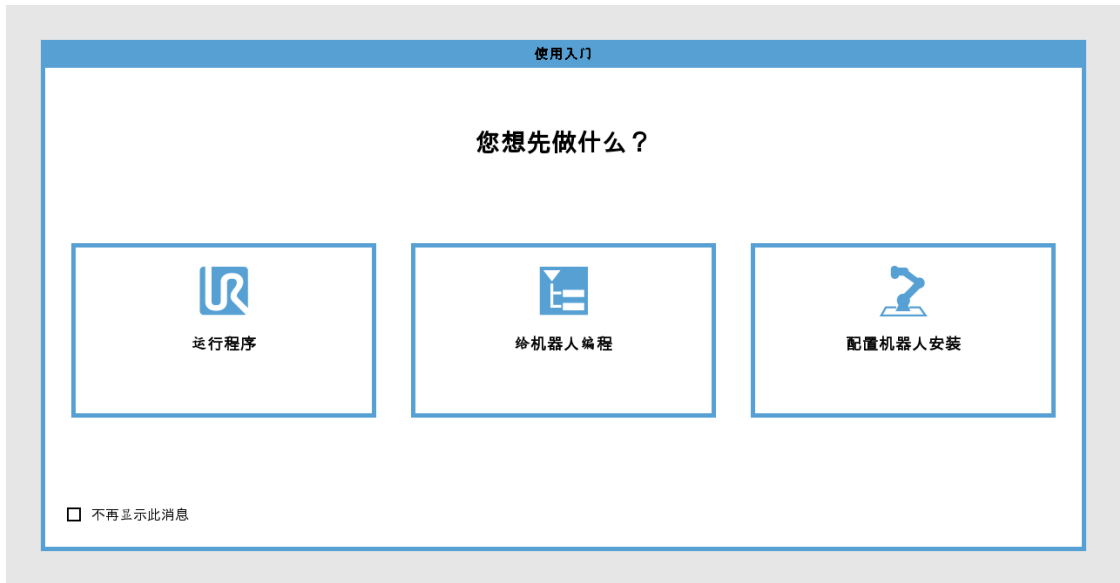 使用入门
您想先做什么？
运行程序
给机器人编程
配置机器人安装
不再显示此消息